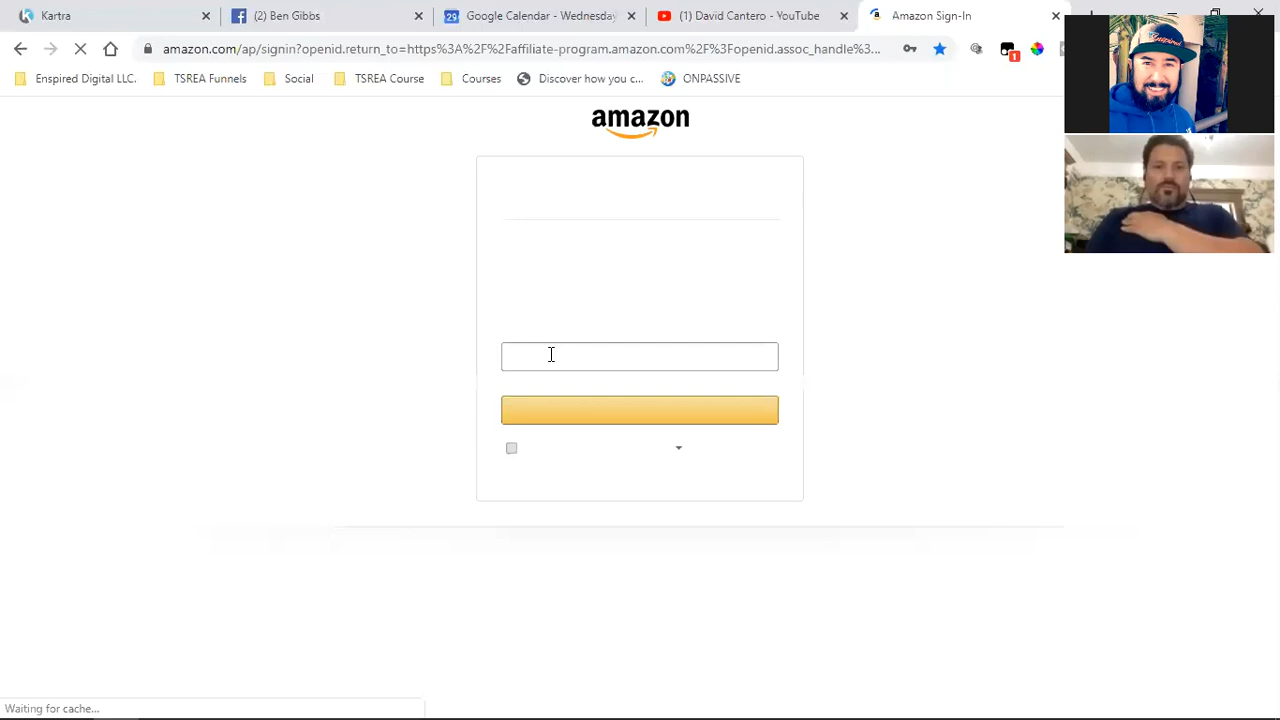 Kartra
(2) Ben Gibbs
29 Google Calendar - Wednesday
(1) David Cantero - YouTube
Amazon Sign-In
amazon.com/ap/signin?openid.return_to=https%3A%2F%2Faffiliate-program.amazon.com%2F%3Fopenid.assoc_handle%3...
1
Enspired Digital LLC.
TSREA Funnels
Social
TSREA Course
Courses
Discover how you c...
ONPASSIVE
amazon
Waiting for cache...